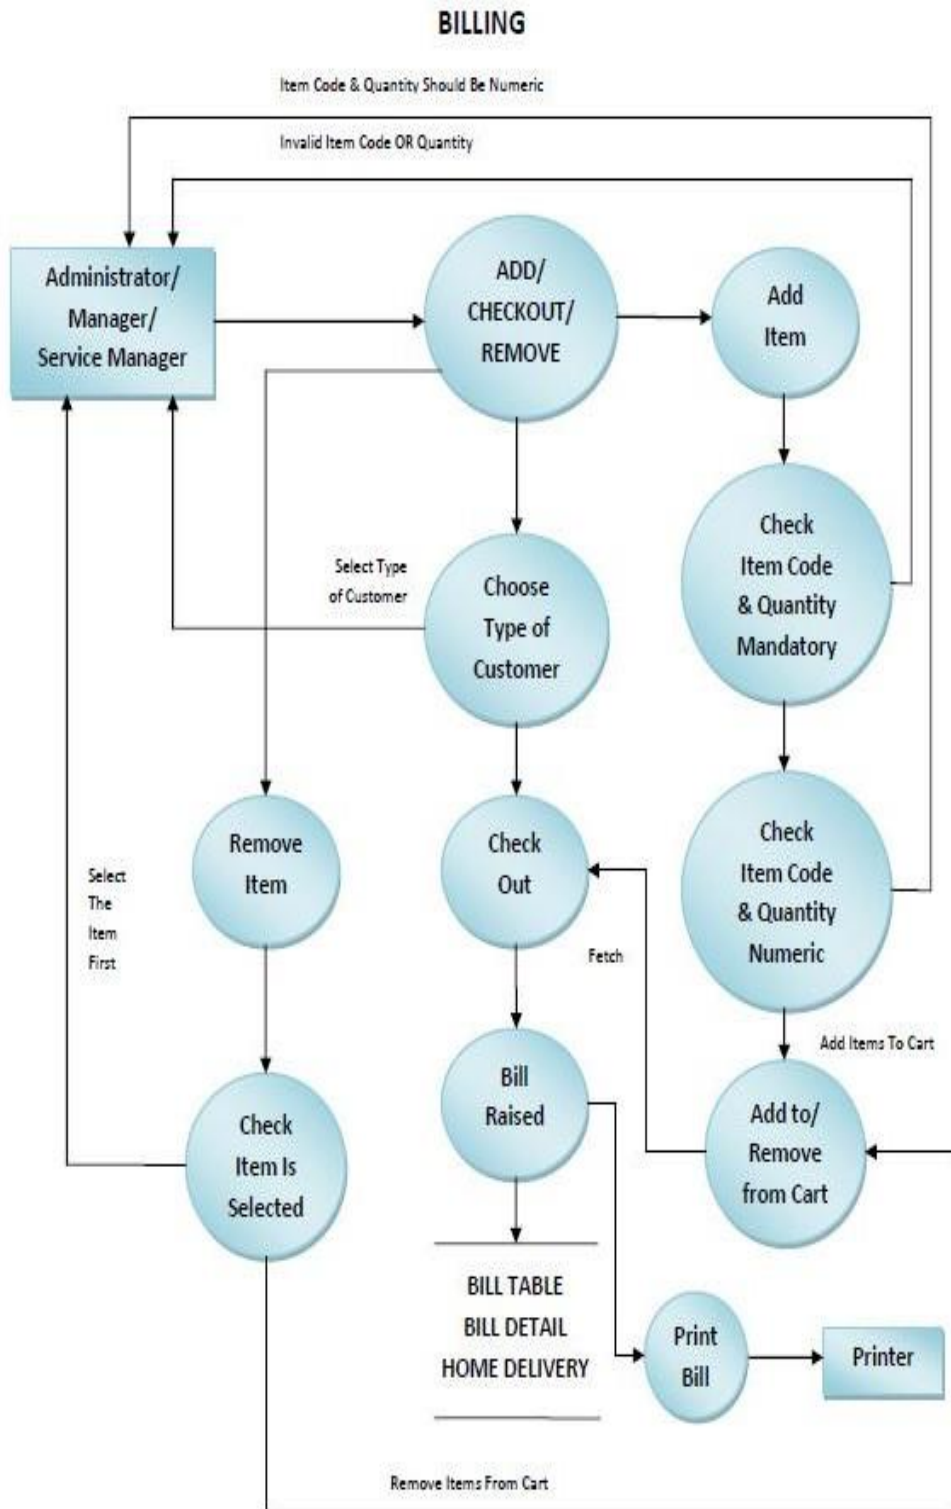 BILLING
Item Code & Quantity Should Be Numeric
Invalid Item Code OR Quantity
Administrator/
Manager/
Service Manager
ADD/
CHECKOUT/
REMOVE
Add
Item
Check
Item Code
& Quantity
Mandatory
Select Type
of Customer
Choose
Type of
Customer
Remove
Item
Check
Out
Check
Item Code
& Quantity
Numeric
Select
The
Item
First
Fetch
Add Items To Cart
Check
Item Is
Selected
Bill
Raised
Add to/
Remove
from Cart
BILL TABLE
BILL DETAIL
HOME DELIVERY
Print
Bill
Printer
Remove Items From Cart